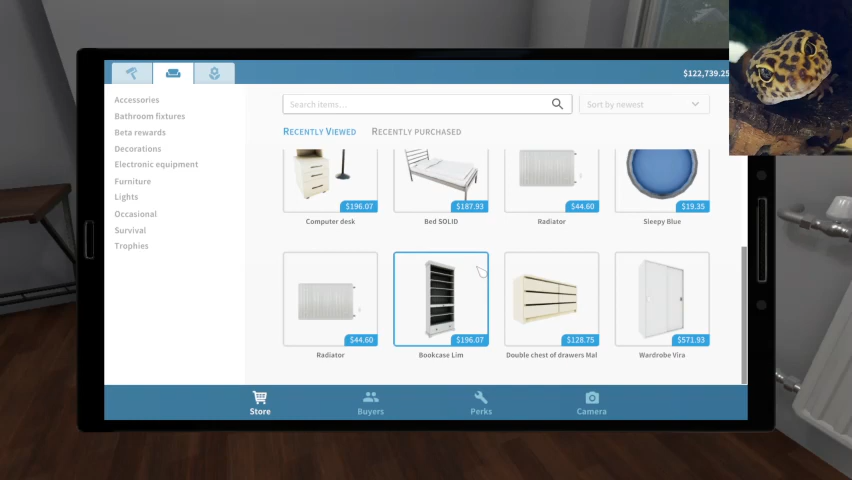 $122,739.25
Search items...
Sort by newest
RECENTLY VIEWED
RECENTLY PURCHASED
Accessories
Bathroom fixtures
Beta rewards
Decorations
Electronic equipment
Furniture
Lights
Occasional
Survival
Trophies
$196.07
$187.93
$44.60
$19.35
Computer desk
Bed SOLID
Radiator
Sleepy Blue
$44.60
$196.07
$128.75
$571.93
Radiator
Bookcase Lim
Double chest of drawers Mal
Wardrobe Vira
Store
Buyers
Perks
Camera